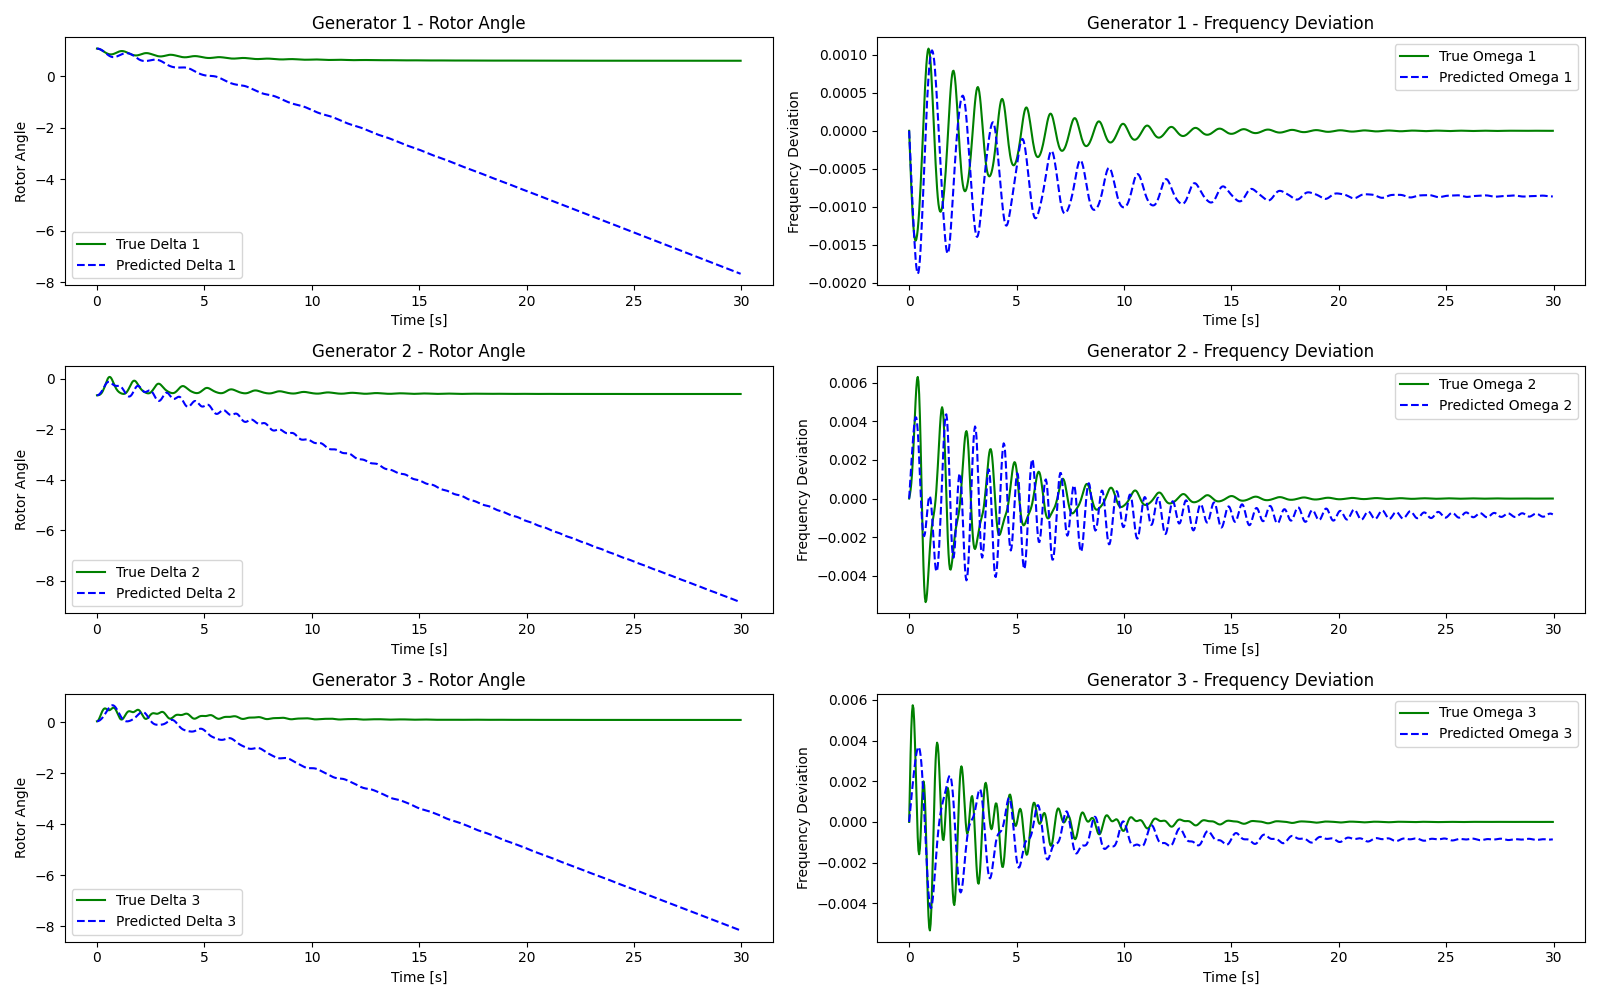 Generator 1 - Rotor Angle
Rotor Angle
0
−2
−4
−6
−8
True Delta 1
Predicted Delta 1
0 5 10 15 20 25 30
Time [s]
Generator 1 - Frequency Deviation
Frequency Deviation
0.0010
0.0005
0.0000
−0.0005
−0.0010
−0.0015
−0.0020
True Omega 1
Predicted Omega 1
0 5 10 15 20 25 30
Time [s]
Generator 2 - Rotor Angle
Rotor Angle
0
−2
−4
−6
−8
True Delta 2
Predicted Delta 2
0 5 10 15 20 25 30
Time [s]
Generator 2 - Frequency Deviation
Frequency Deviation
0.006
0.004
0.002
0.000
−0.002
−0.004
True Omega 2
Predicted Omega 2
0 5 10 15 20 25 30
Time [s]
Generator 3 - Rotor Angle
Rotor Angle
0
−2
−4
−6
−8
True Delta 3
Predicted Delta 3
0 5 10 15 20 25 30
Time [s]
Generator 3 - Frequency Deviation
Frequency Deviation
0.006
0.004
0.002
0.000
−0.002
−0.004
True Omega 3
Predicted Omega 3
0 5 10 15 20 25 30
Time [s]